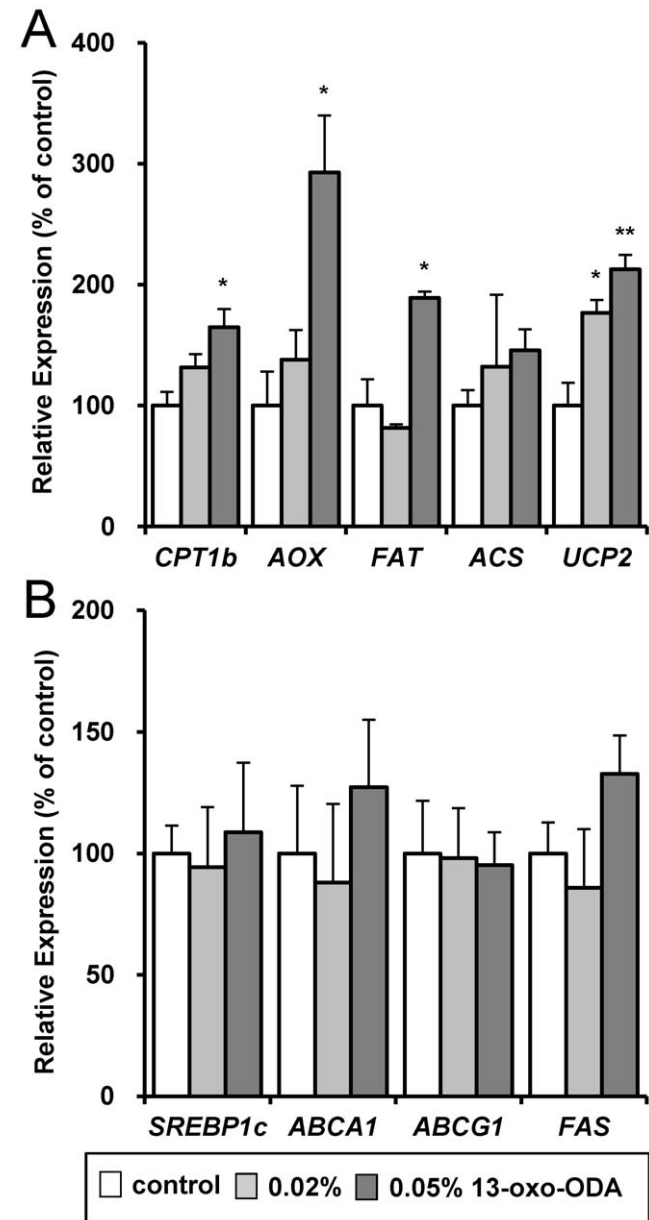 A
Relative Expression (% of control)
400
300
200
100
0
*
*
*
*
**
CPT1b AOX FAT ACS UCP2
B
Relative Expression (% of control)
200
150
100
50
0
SREBP1c ABCA1 ABCG1 FAS
control 0.02% 0.05% 13-oxo-ODA